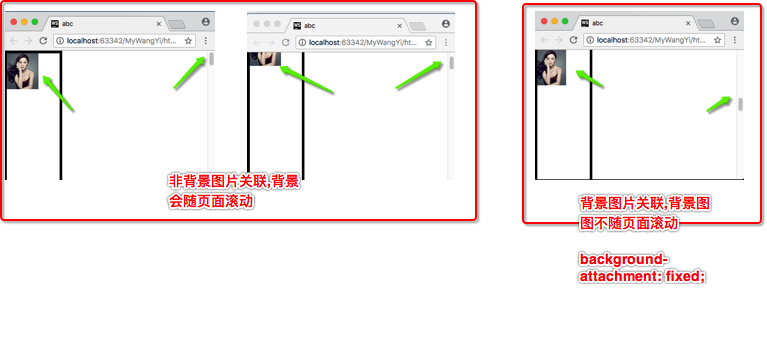 abc
localhost:63342/MyWangYi/ht...
abc
localhost:63342/MyWangYi/ht...
abc
localhost:63342/MyWangYi/ht...
非背景图片关联,背景
会随页面滚动
背景图片关联,背景图
图不随页面滚动
background-
attachment: fixed;